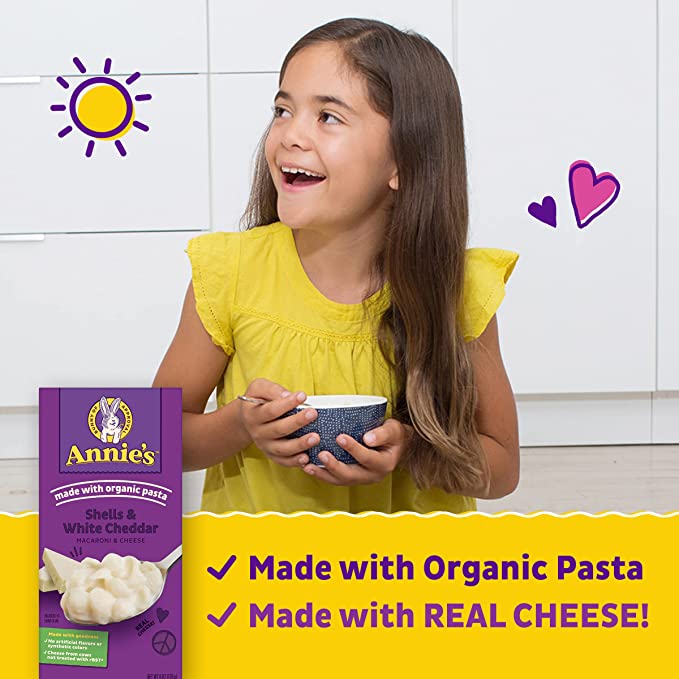 Annie's
made with organic pasta
Shells &
White Cheddar
MACARONI & CHEESE
REAL
CHEESE!
Made with goodness
No artificial flavors or
synthetic colors
Cheese from cows
not treated with rBST*
Made with Organic Pasta
Made with REAL CHEESE!